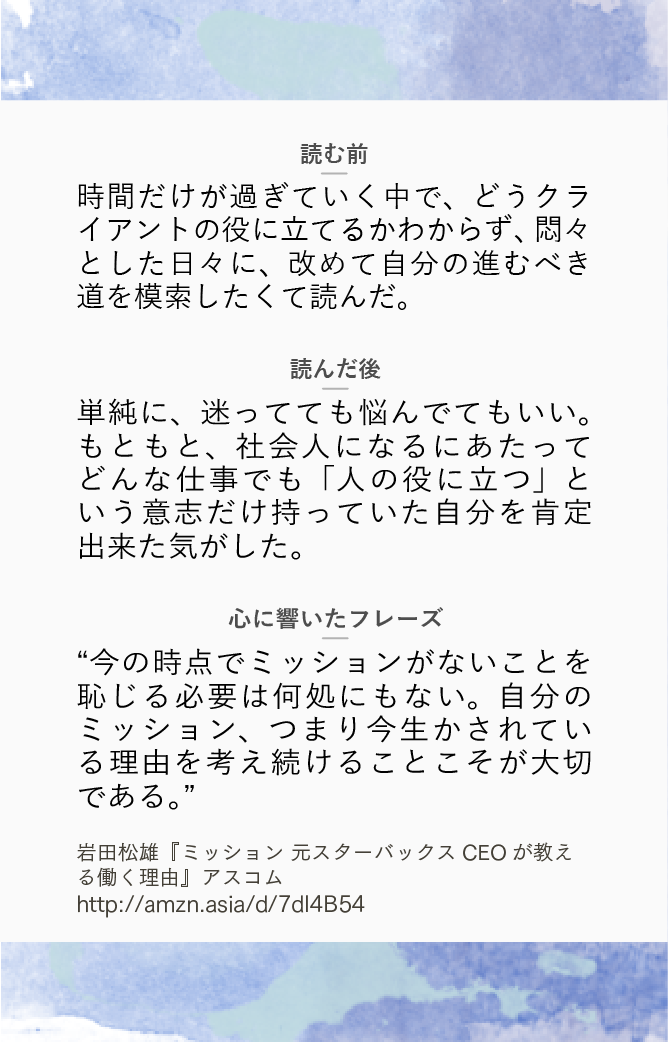 読む前
時間だけが過ぎていく中で、どうクラ
イアントの役に立てるかわからず、悶々
とした日々に、改めて自分の進むべき
道を模索したくて読んだ。
読んだ後
単純に、迷ってても悩んでてもいい。
もともと、社会人になるにあたって
どんな仕事でも「人の役に立つ」と
いう意志だけ持っていた自分を肯定
出来た気がした。
心に響いたフレーズ
“今の時点でミッションがないことを
恥じる必要は何処にもない。自分の
ミッション、つまり今生かされてい
る理由を考え続けることこそが大切
である。”
岩田松雄『ミッション 元スターバックス CEO が教え
る働く理由』アスコム
http://amzn.asia/d/7dI4B54